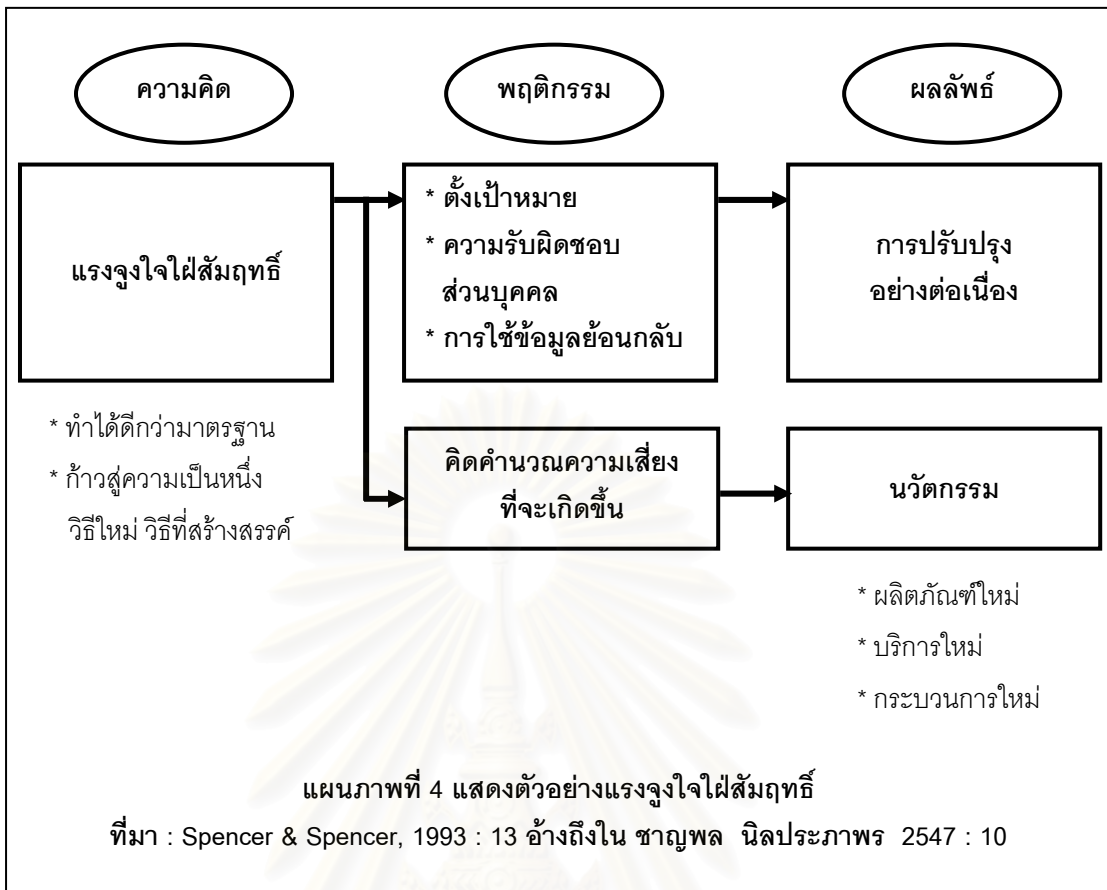 ความคิด
พฤติกรรม
ผลลัพธ์
แรงจูงใจใฝ่สัมฤทธิ์
* ตั้งเป้าหมาย
* ความรับผิดชอบ
ส่วนบุคคล
* การใช้ข้อมูลย้อนกลับ
การปรับปรุง
อย่างต่อเนื่อง
* ทำได้ดีกว่ามาตรฐาน
* ก้าวสู่ความเป็นหนึ่ง
วิธีใหม่ วิธีที่สร้างสรรค์
คิดคำนวณความเสี่ยง
ที่จะเกิดขึ้น
นวัตกรรม
* ผลิตภัณฑ์ใหม่
* บริการใหม่
* กระบวนการใหม่
แผนภาพที่ 4 แสดงตัวอย่างแรงจูงใจใฝ่สัมฤทธิ์
ที่มา : Spencer & Spencer, 1993 : 13 อ้างถึงใน ชาญพล นิลประภาพร 2547 : 10